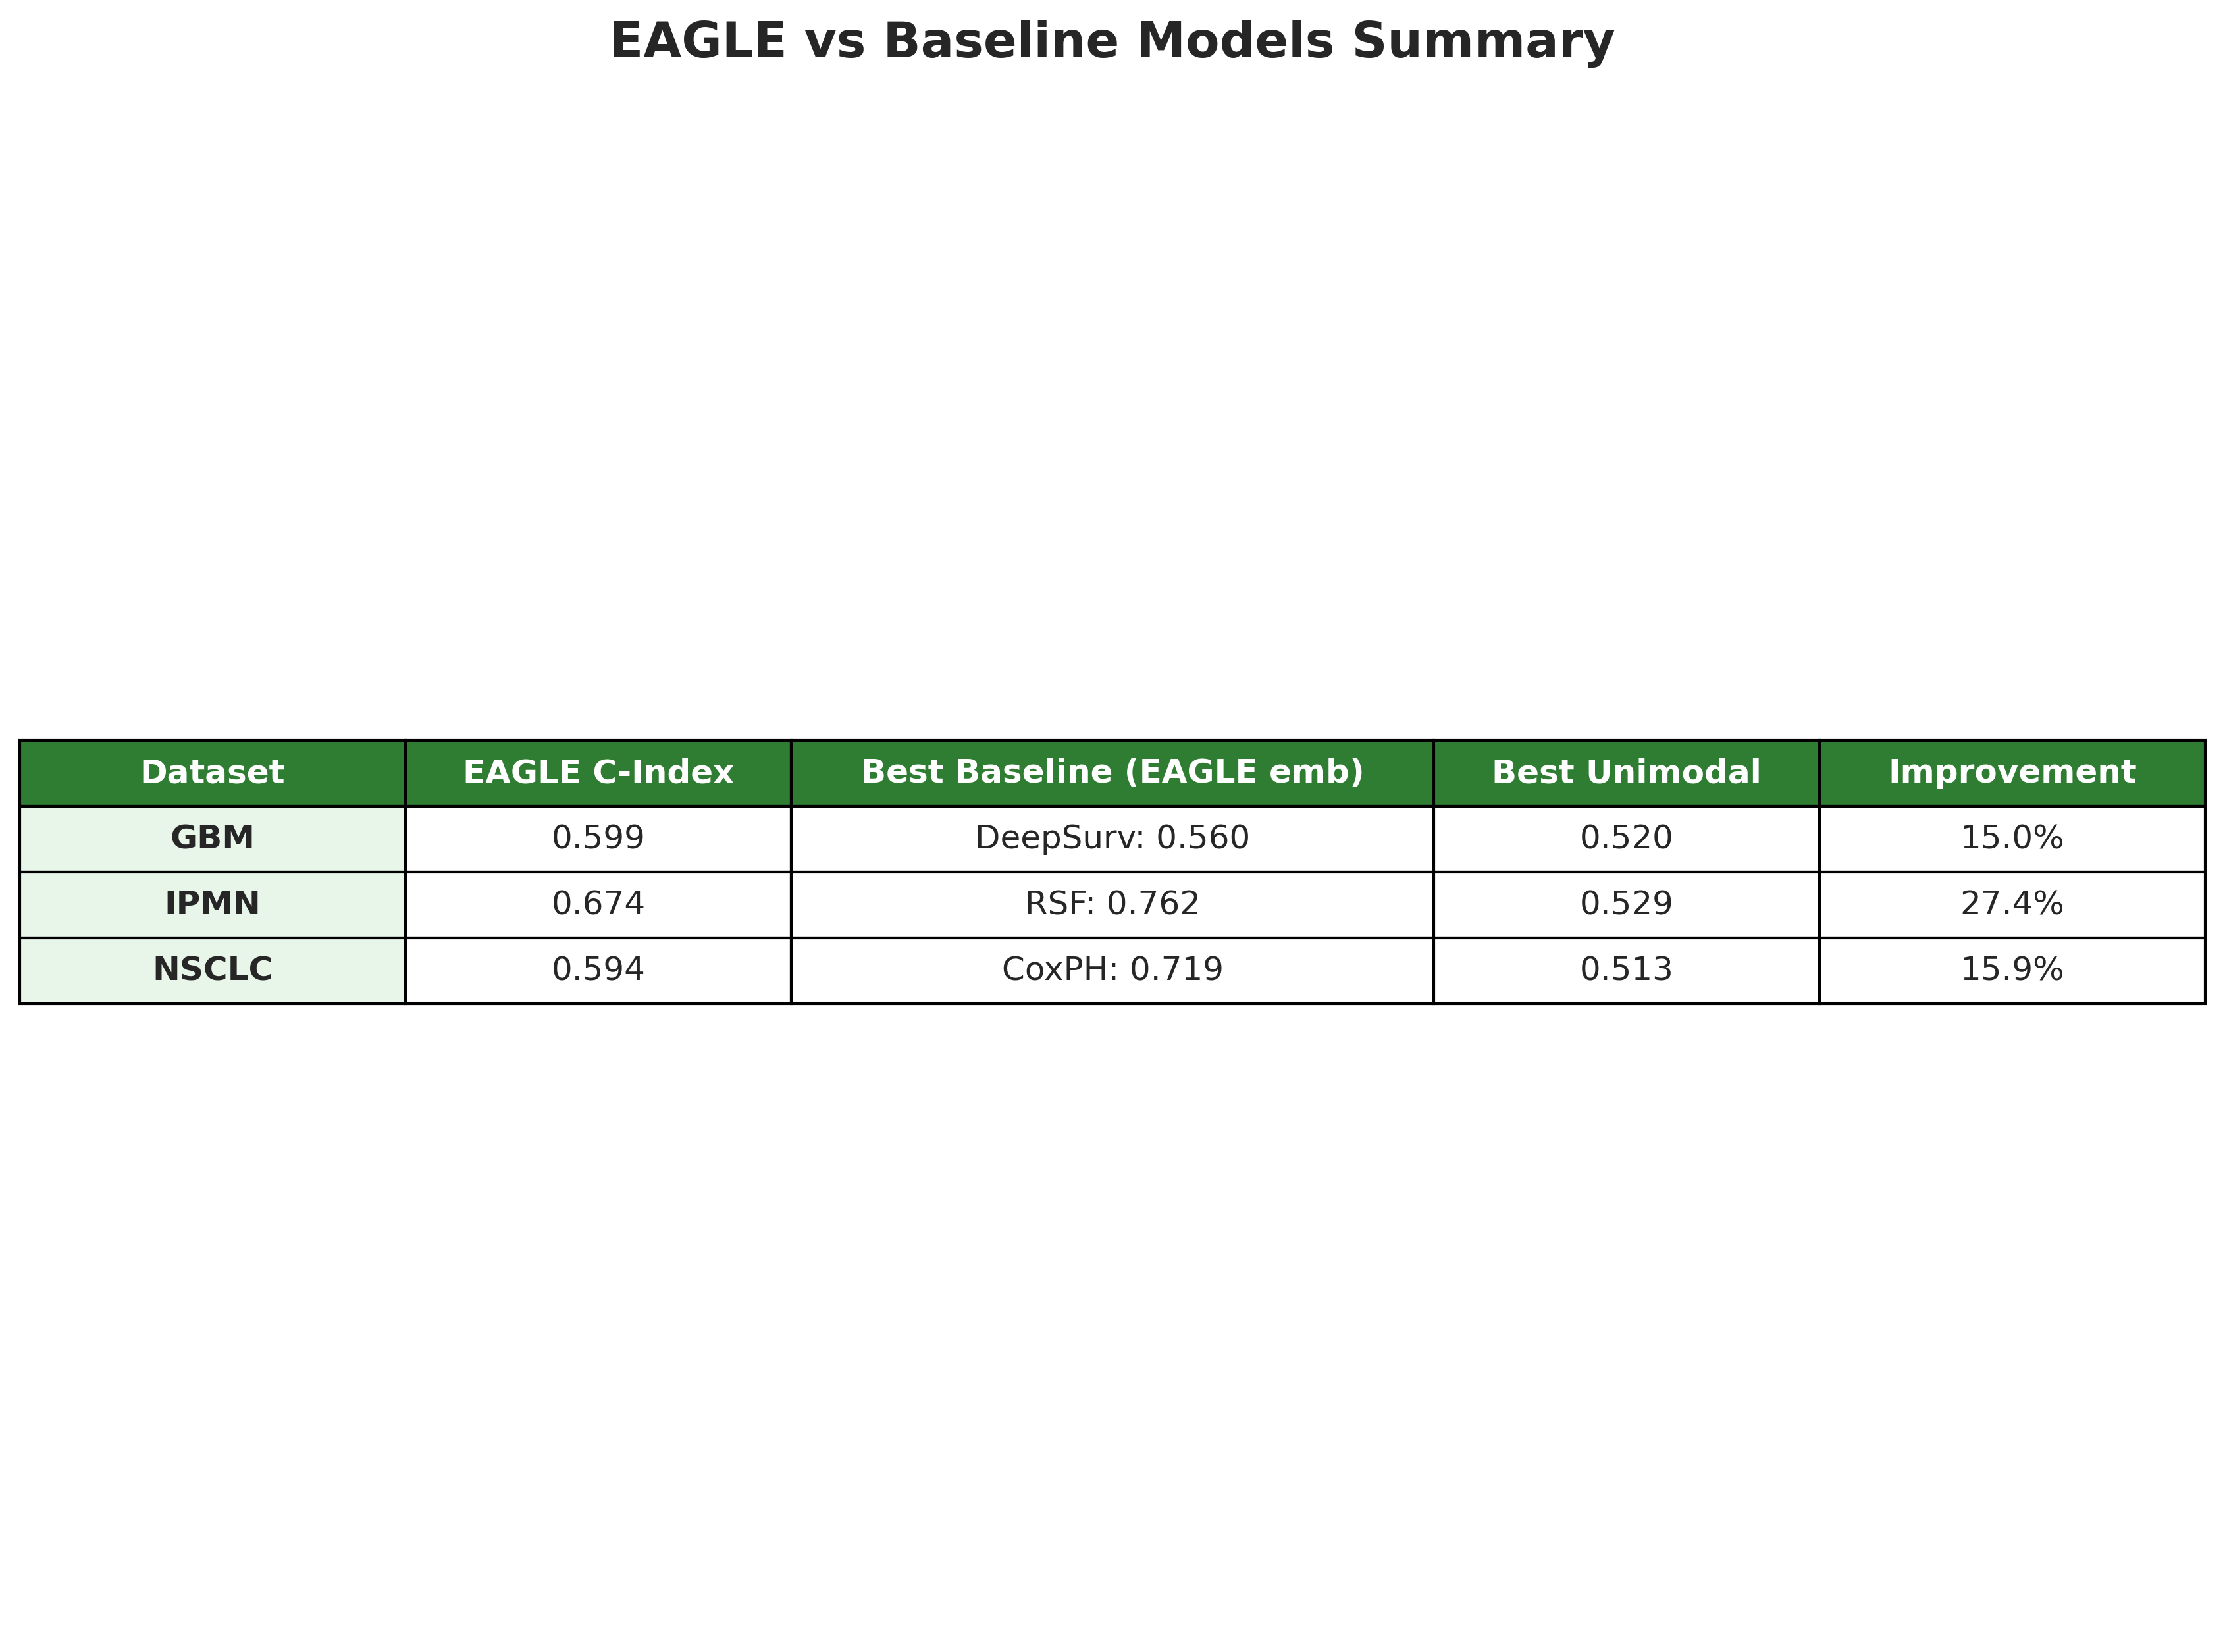 EAGLE vs Baseline Models Summary
Dataset EAGLE C-Index Best Baseline (EAGLE emb) Best Unimodal Improvement
GBM 0.599 DeepSurv: 0.560 0.520 15.0%
IPMN 0.674 RSF: 0.762 0.529 27.4%
NSCLC 0.594 CoxPH: 0.719 0.513 15.9%